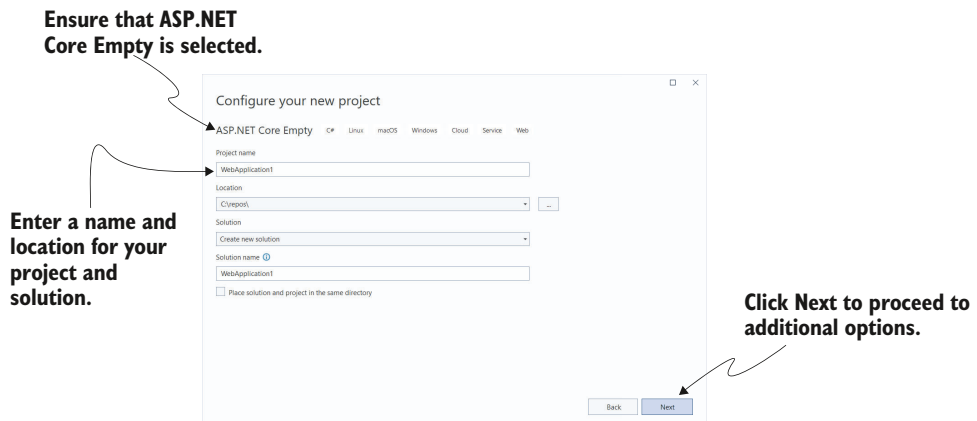 Ensure that ASP.NET
Core Empty is selected.
Configure your new project
ASP.NET Core Empty C# Linux macOS Windows Cloud Service Web
Project name
WebApplication1
Location
C:\repos\
...
Solution
Create new solution
Solution name
WebApplication1
Place solution and project in the same directory
Enter a name and
location for your
project and
solution.
Click Next to proceed to
additional options.
Back Next